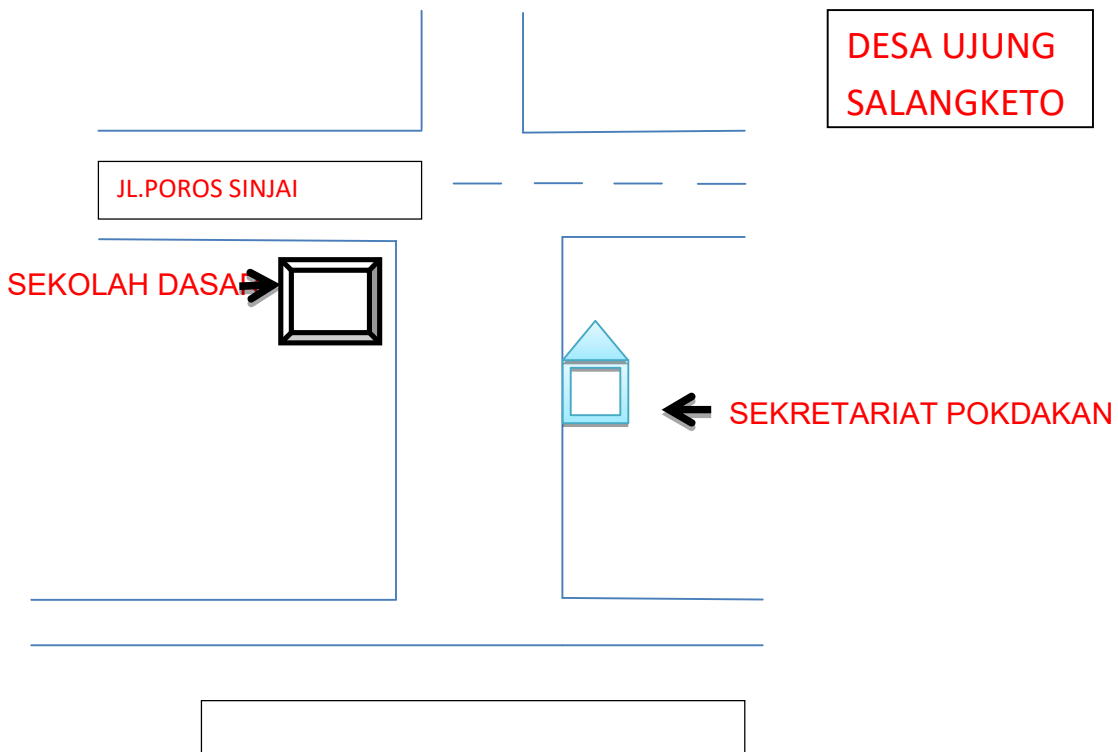 DESA UJUNG
SALANGKETO
JL.POROS SINJAI
SEKOLAH DASAR
SEKRETARIAT POKDAKAN